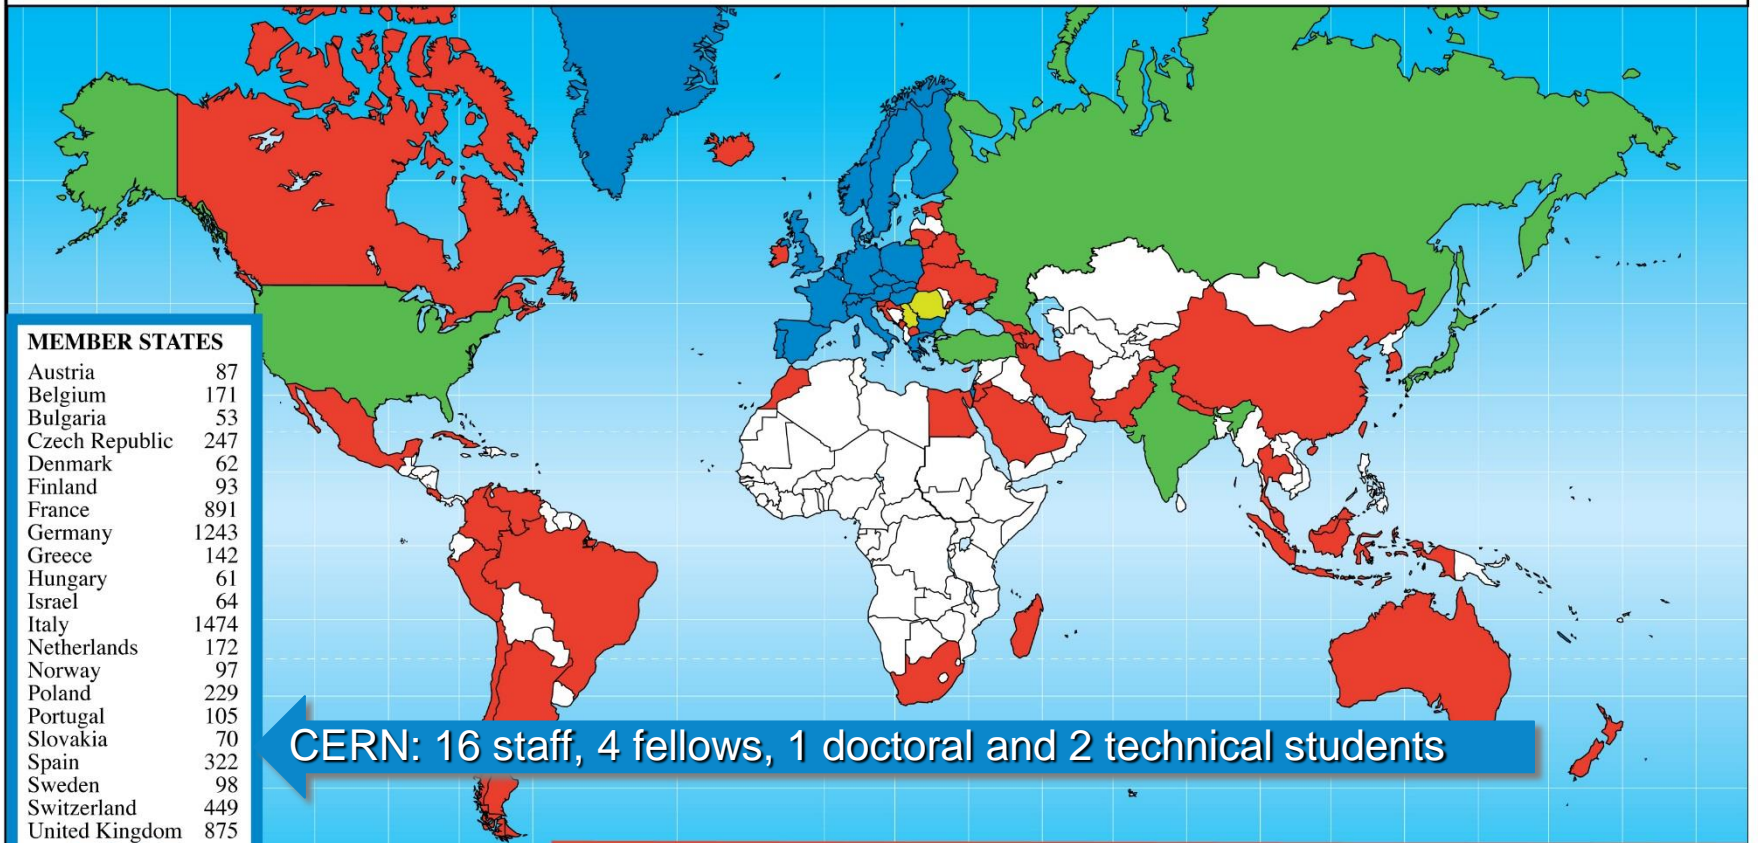 MEMBER STATES
Austria 87
Belgium 171
Bulgaria 53
Czech Republic 247
Denmark 62
Finland 93
France 891
Germany 1243
Greece 142
Hungary 61
Israel 64
Italy 1474
Netherlands 172
Norway 97
Poland 229
Portugal 105
Slovakia 70
Spain 322
Sweden 98
Switzerland 449
United Kingdom 875
CERN: 16 staff, 4 fellows, 1 doctoral and 2 technical students